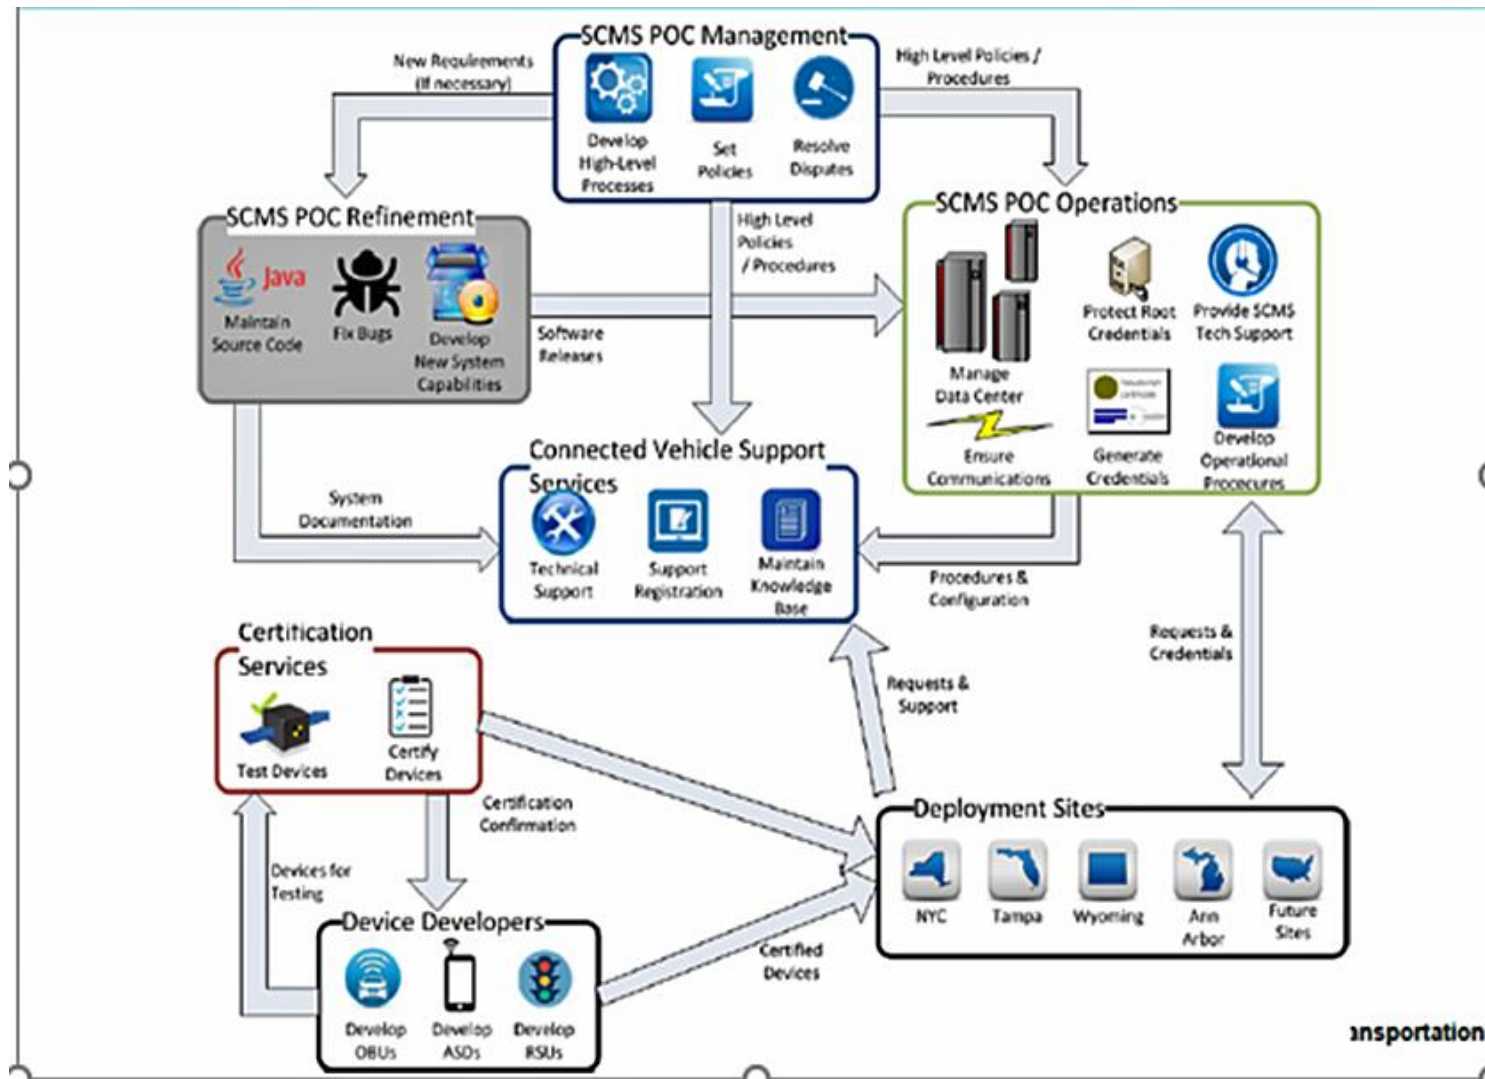 SCMS POC Management
New Requirements
(If necessary)
High Level Policies /
Procedures
Develop
High-Level
Processes
Set
Policies
Resolve
Disputes
SCMS POC Refinement
Java
Maintain
Source Code
Fix Bugs
Develop
New System
Capabilities
High Level
Policies
/ Procedures
Software
Releases
SCMS POC Operations
Manage
Data Center
Protect Root
Credentials
Provide SCMS
Tech Support
Ensure
Communications
Generate
Credentials
Develop
Operational
Procecures
Connected Vehicle Support
Services
Technical
Support
Support
Registration
Maintain
Knowledge
Base
System
Documentation
Procedures &
Configuration
Requests &
Credentials
Requests &
Support
Certification
Services
Test Devices
Certify
Devices
Certification
Confirmation
Devices for
Testing
Device Developers
Develop
OBUs
Develop
ASDs
Develop
RSUs
Certified
Devices
Deployment Sites
NYC
Tampa
Wyoming
Ann
Arbor
Future
Sites
ansportation